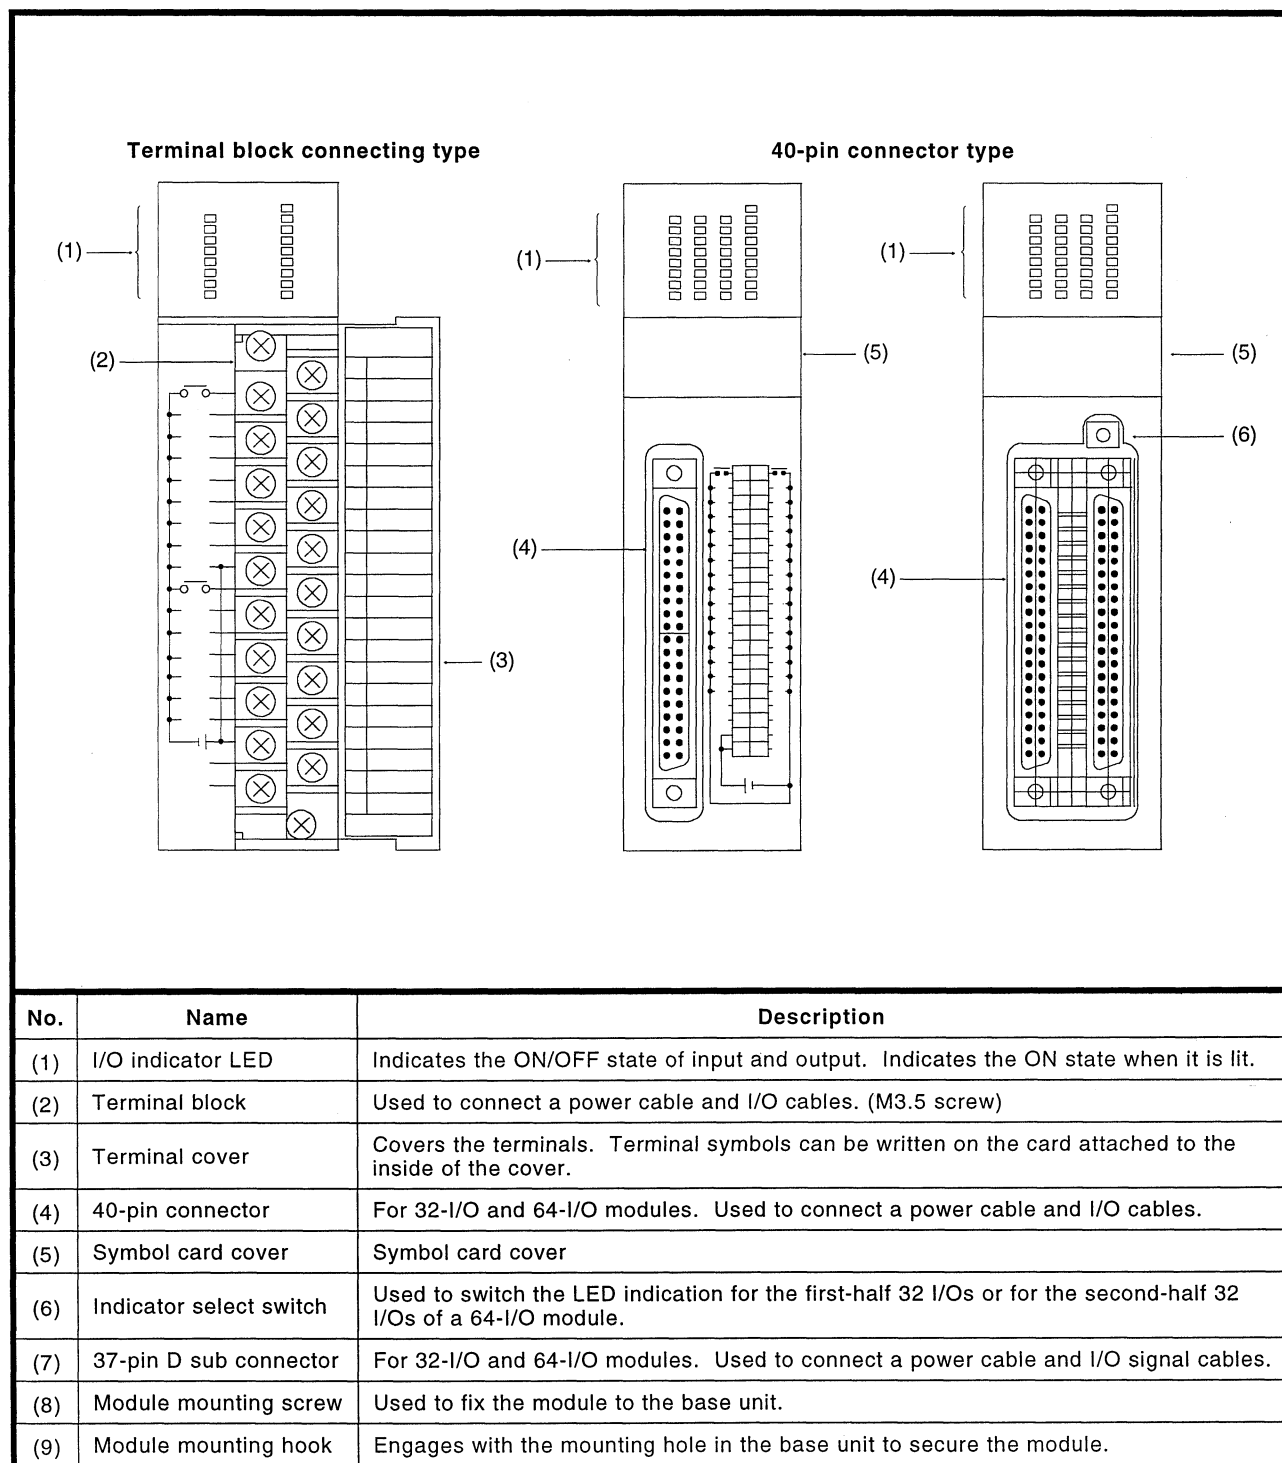 Terminal block connecting type
40-pin connector type
(1)
(1)
(1)
(2)
(5)
(5)
(6)
(4)
(4)
(3)
No. Name Description
(1) I/O indicator LED Indicates the ON/OFF state of input and output. Indicates the ON state when it is lit.
(2) Terminal block Used to connect a power cable and I/O cables. (M3.5 screw)
(3) Terminal cover Covers the terminals. Terminal symbols can be written on the card attached to the
inside of the cover.
(4) 40-pin connector For 32-I/O and 64-I/O modules. Used to connect a power cable and I/O cables.
(5) Symbol card cover Symbol card cover
(6) Indicator select switch Used to switch the LED indication for the first-half 32 I/Os or for the second-half 32
I/Os of a 64-I/O module.
(7) 37-pin D sub connector For 32-I/O and 64-I/O modules. Used to connect a power cable and I/O signal cables.
(8) Module mounting screw Used to fix the module to the base unit.
(9) Module mounting hook Engages with the mounting hole in the base unit to secure the module.